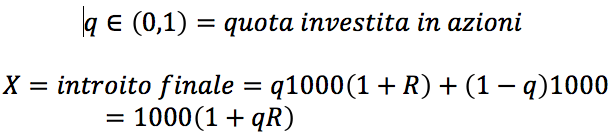 q ∈ (0,1) = quota investita in azioni
X = introito finale = q1000(1 + R) + (1 − q)1000
= 1000(1 + qR)